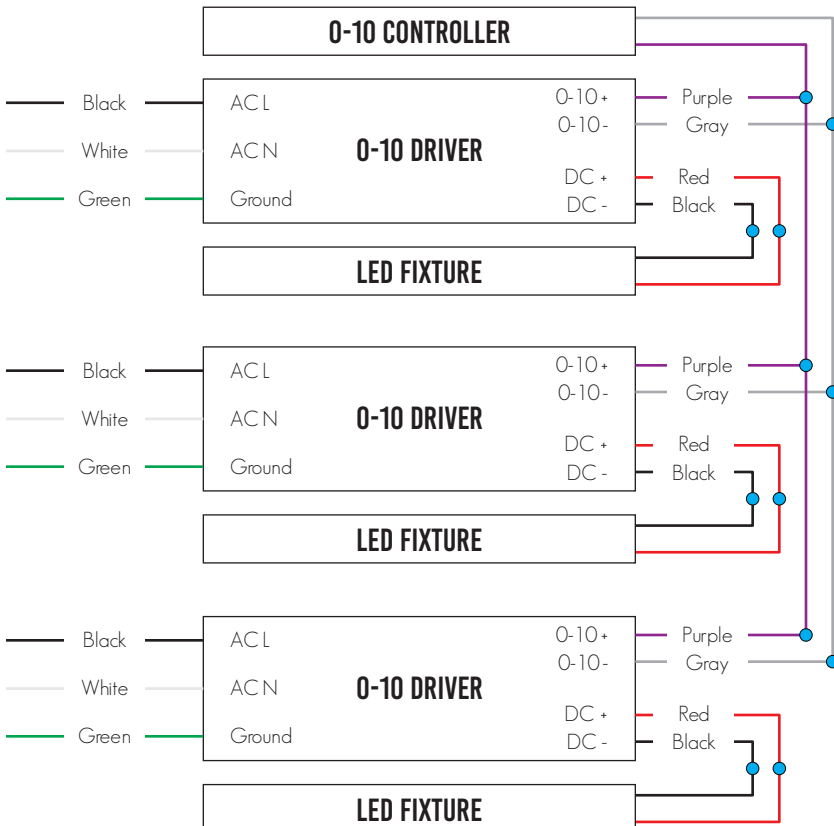 0-10 CONTROLLER
Black AC L 0-10 + Purple
0-10 - Gray
White AC N 0-10 DRIVER
DC + Red
Green Ground DC - Black
LED FIXTURE
Black AC L 0-10 + Purple
0-10 - Gray
White AC N 0-10 DRIVER
DC + Red
Green Ground DC - Black
LED FIXTURE
Black AC L 0-10 + Purple
0-10 - Gray
White AC N 0-10 DRIVER
DC + Red
Green Ground DC - Black
LED FIXTURE